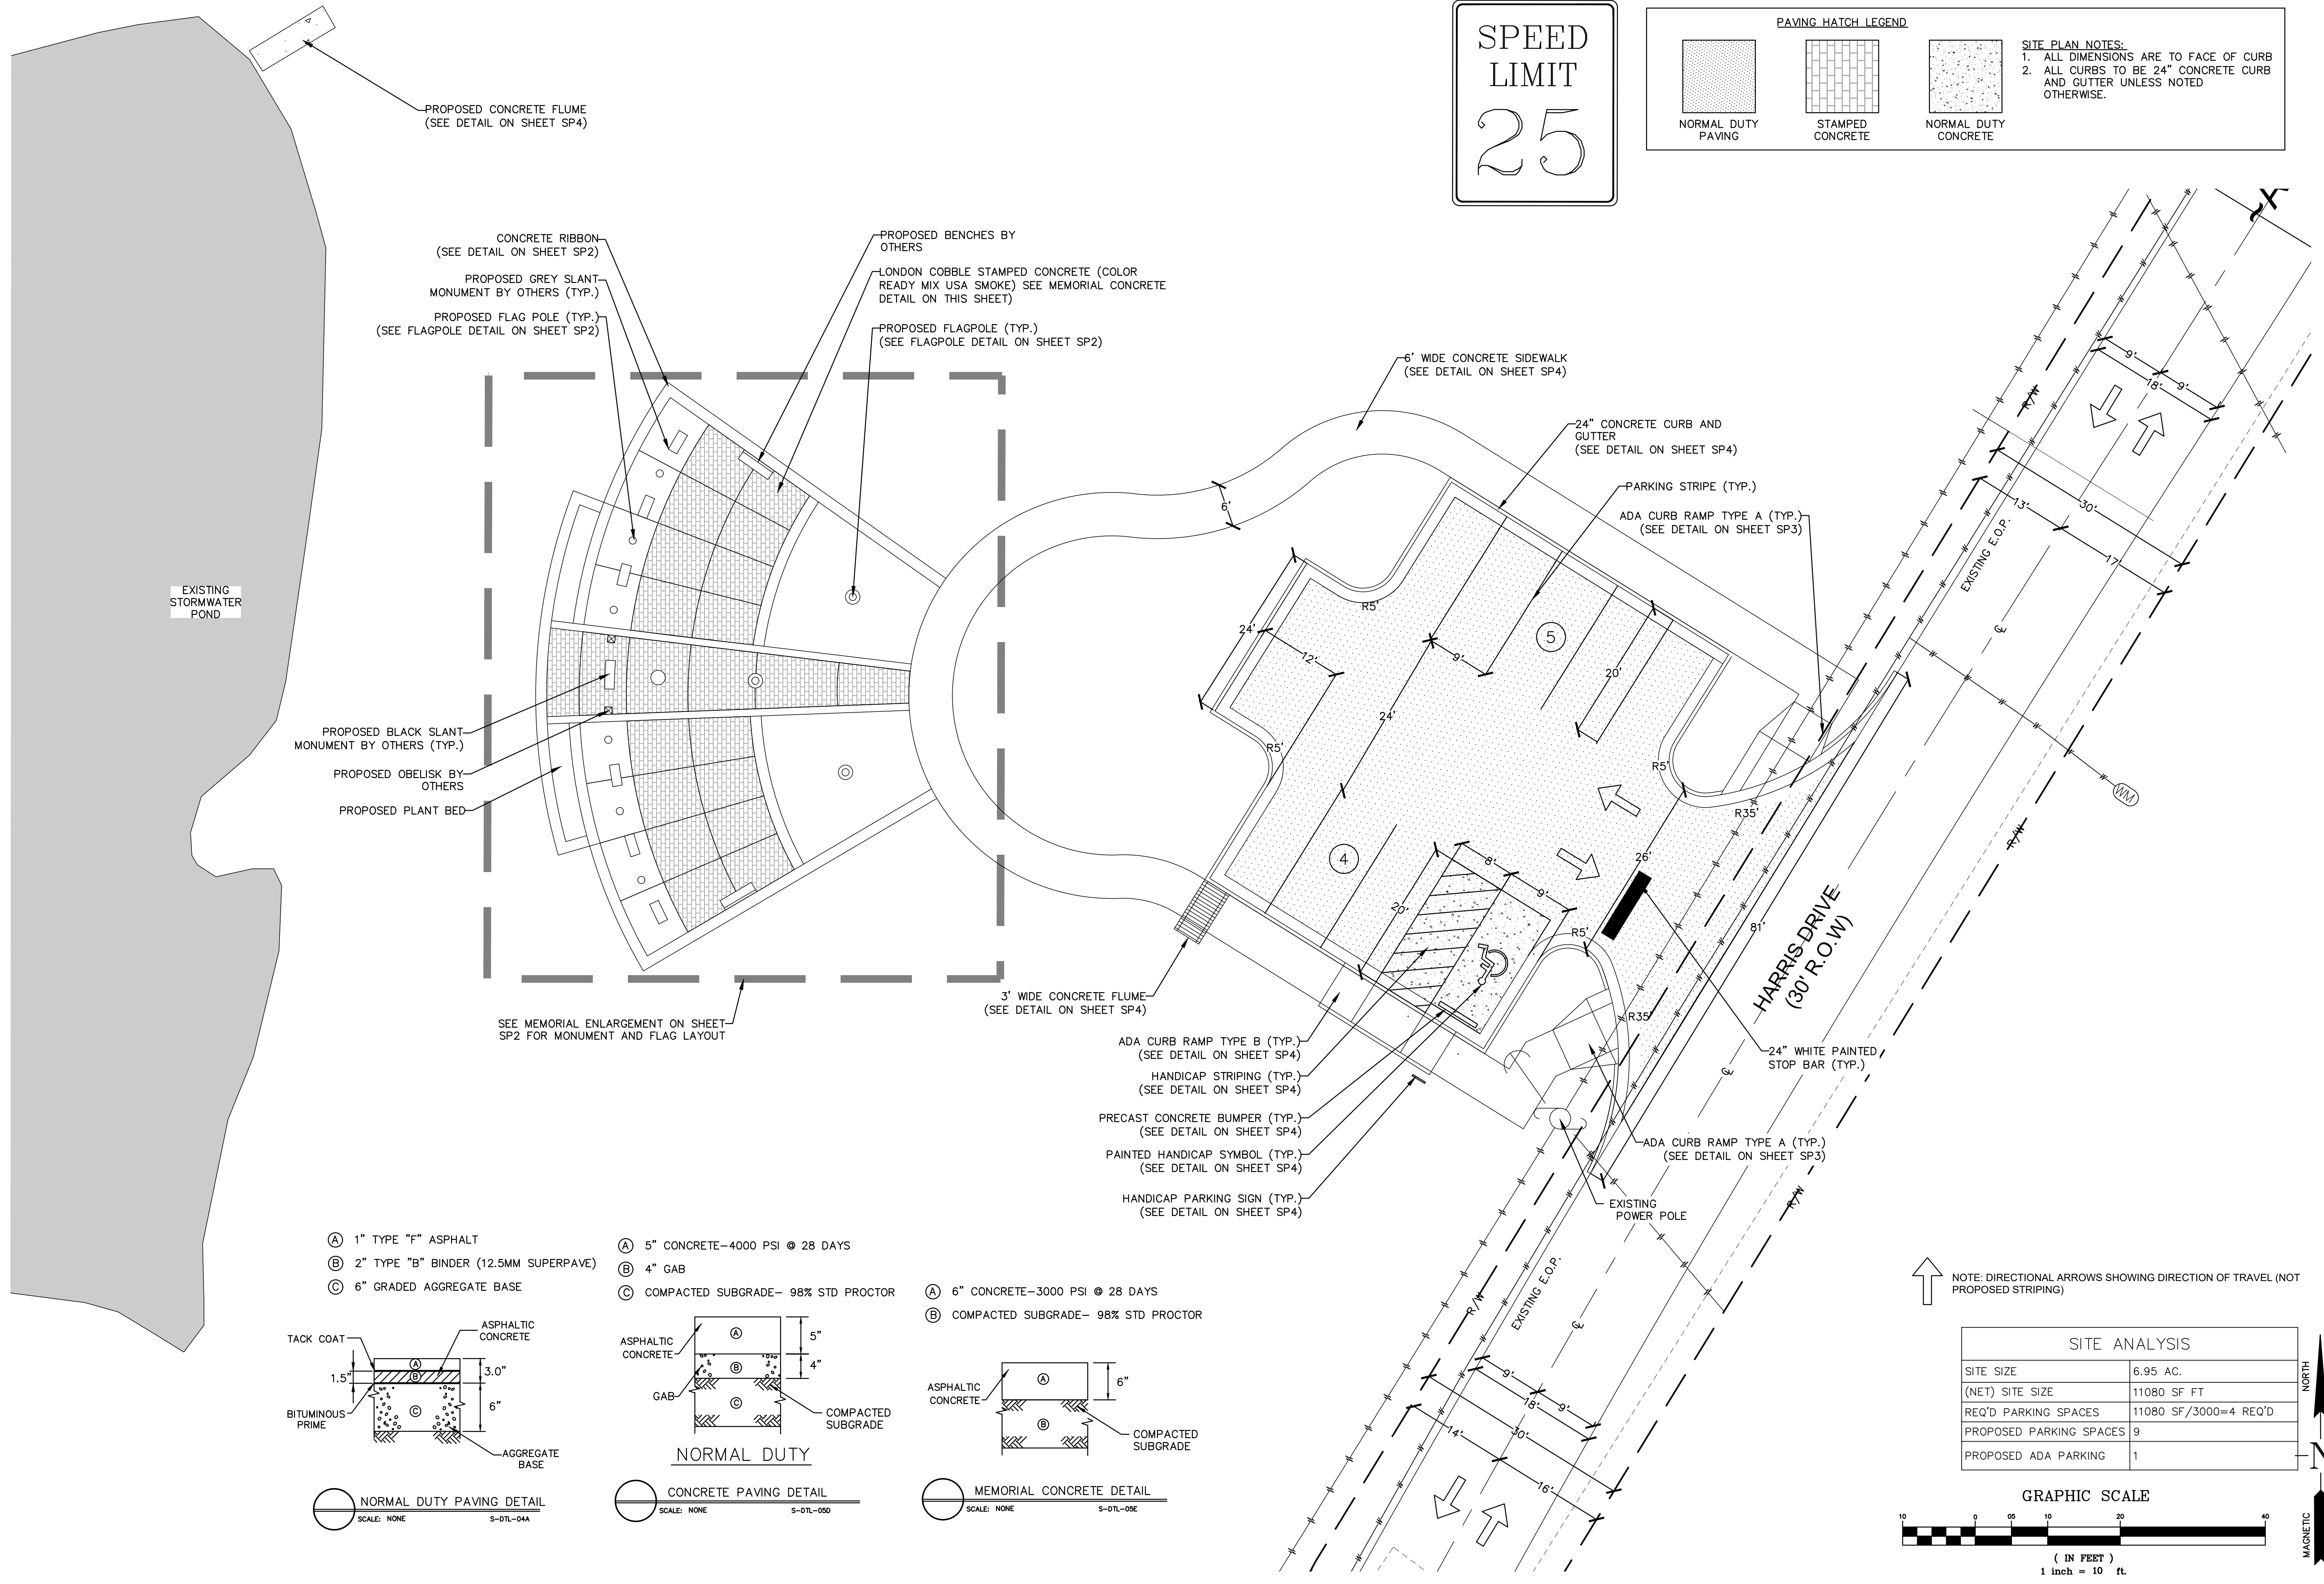 SPEED
LIMIT
25
PAVING HATCH LEGEND
NORMAL DUTY
PAVING
STAMPED
CONCRETE
NORMAL DUTY
CONCRETE
SITE PLAN NOTES:
1. ALL DIMENSIONS ARE TO FACE OF CURB
2. ALL CURBS TO BE 24" CONCRETE CURB
AND GUTTER UNLESS NOTED
OTHERWISE.
PROPOSED CONCRETE FLUME
(SEE DETAIL ON SHEET SP4)
EXISTING
STORMWATER
POND
CONCRETE RIBBON
(SEE DETAIL ON SHEET SP2)
PROPOSED GREY SLANT
MONUMENT BY OTHERS (TYP.)
PROPOSED FLAG POLE (TYP.)
(SEE FLAGPOLE DETAIL ON SHEET SP2)
PROPOSED BENCHES BY
OTHERS
LONDON COBBLE STAMPED CONCRETE (COLOR
READY MIX USA SMOKE) SEE MEMORIAL CONCRETE
DETAIL ON THIS SHEET)
PROPOSED FLAGPOLE (TYP.)
(SEE FLAGPOLE DETAIL ON SHEET SP2)
6' WIDE CONCRETE SIDEWALK
(SEE DETAIL ON SHEET SP4)
24" CONCRETE CURB AND
GUTTER
(SEE DETAIL ON SHEET SP4)
PARKING STRIPE (TYP.)
ADA CURB RAMP TYPE A (TYP.)
(SEE DETAIL ON SHEET SP3)
PROPOSED BLACK SLANT
MONUMENT BY OTHERS (TYP.)
PROPOSED OBELISK BY
OTHERS
PROPOSED PLANT BED
SEE MEMORIAL ENLARGEMENT ON SHEET
SP2 FOR MONUMENT AND FLAG LAYOUT
6'
R5'
24'
12'
9'
5
20'
24'
R5'
R5'
4
R35'
26'
8'
9'
20'
R5'
R35'
81'
9'
9'
18'
R/W
30'
13'
17
EXISTING E.O.P.
WM
R/W
HARRIS DRIVE
(30' R.O.W)
3' WIDE CONCRETE FLUME
(SEE DETAIL ON SHEET SP4)
ADA CURB RAMP TYPE B (TYP.)
(SEE DETAIL ON SHEET SP4)
HANDICAP STRIPING (TYP.)
(SEE DETAIL ON SHEET SP4)
PRECAST CONCRETE BUMPER (TYP.)
(SEE DETAIL ON SHEET SP4)
PAINTED HANDICAP SYMBOL (TYP.)
(SEE DETAIL ON SHEET SP4)
HANDICAP PARKING SIGN (TYP.)
(SEE DETAIL ON SHEET SP4)
24" WHITE PAINTED
STOP BAR (TYP.)
ADA CURB RAMP TYPE A (TYP.)
(SEE DETAIL ON SHEET SP3)
EXISTING
POWER POLE
R/W
R/W
EXISTING E.O.P.
9'
9'
18'
30'
14'
16'
A 1" TYPE "F" ASPHALT
B 2" TYPE "B" BINDER (12.5MM SUPERPAVE)
C 6" GRADED AGGREGATE BASE
TACK COAT
ASPHALTIC
CONCRETE
1.5"
A
B
C
3.0"
6"
BITUMINOUS
PRIME
AGGREGATE
BASE
NORMAL DUTY PAVING DETAIL
SCALE: NONE S-DTL-04A
A 5" CONCRETE-4000 PSI @ 28 DAYS
B 4" GAB
C COMPACTED SUBGRADE- 98% STD PROCTOR
ASPHALTIC
CONCRETE
A
B
C
5"
4"
GAB
COMPACTED
SUBGRADE
NORMAL DUTY
CONCRETE PAVING DETAIL
SCALE: NONE S-DTL-05D
A 6" CONCRETE-3000 PSI @ 28 DAYS
B COMPACTED SUBGRADE- 98% STD PROCTOR
ASPHALTIC
CONCRETE
A
B
6"
COMPACTED
SUBGRADE
MEMORIAL CONCRETE DETAIL
SCALE: NONE S-DTL-05E
NOTE: DIRECTIONAL ARROWS SHOWING DIRECTION OF TRAVEL (NOT
PROPOSED STRIPING)
SITE ANALYSIS
SITE SIZE 6.95 AC.
(NET) SITE SIZE 11080 SF FT
REQ'D PARKING SPACES 11080 SF/3000=4 REQ'D
PROPOSED PARKING SPACES 9
PROPOSED ADA PARKING 1
NORTH
MAGNETIC
GRAPHIC SCALE
10 0 05 10 20 40
( IN FEET )
1 inch = 10 ft.